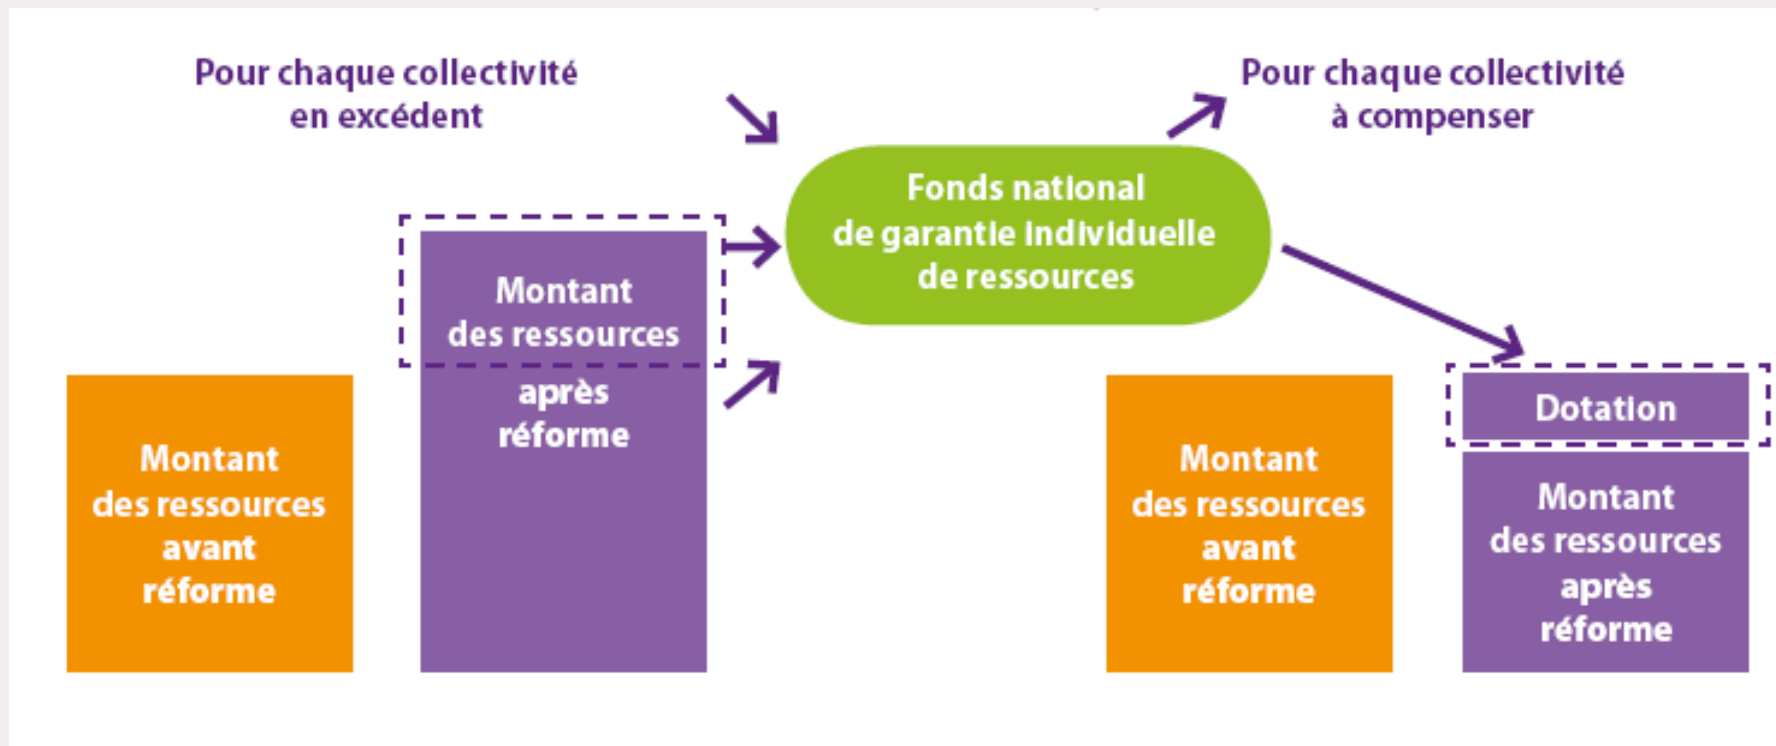 Pour chaque collectivité
en excédent
Pour chaque collectivité
à compenser
Fonds national
de garantie individuelle
de ressources
Montant
des ressources
après
réforme
Montant
des ressources
avant
réforme
Montant
des ressources
avant
réforme
Dotation
Montant
des ressources
après
réforme